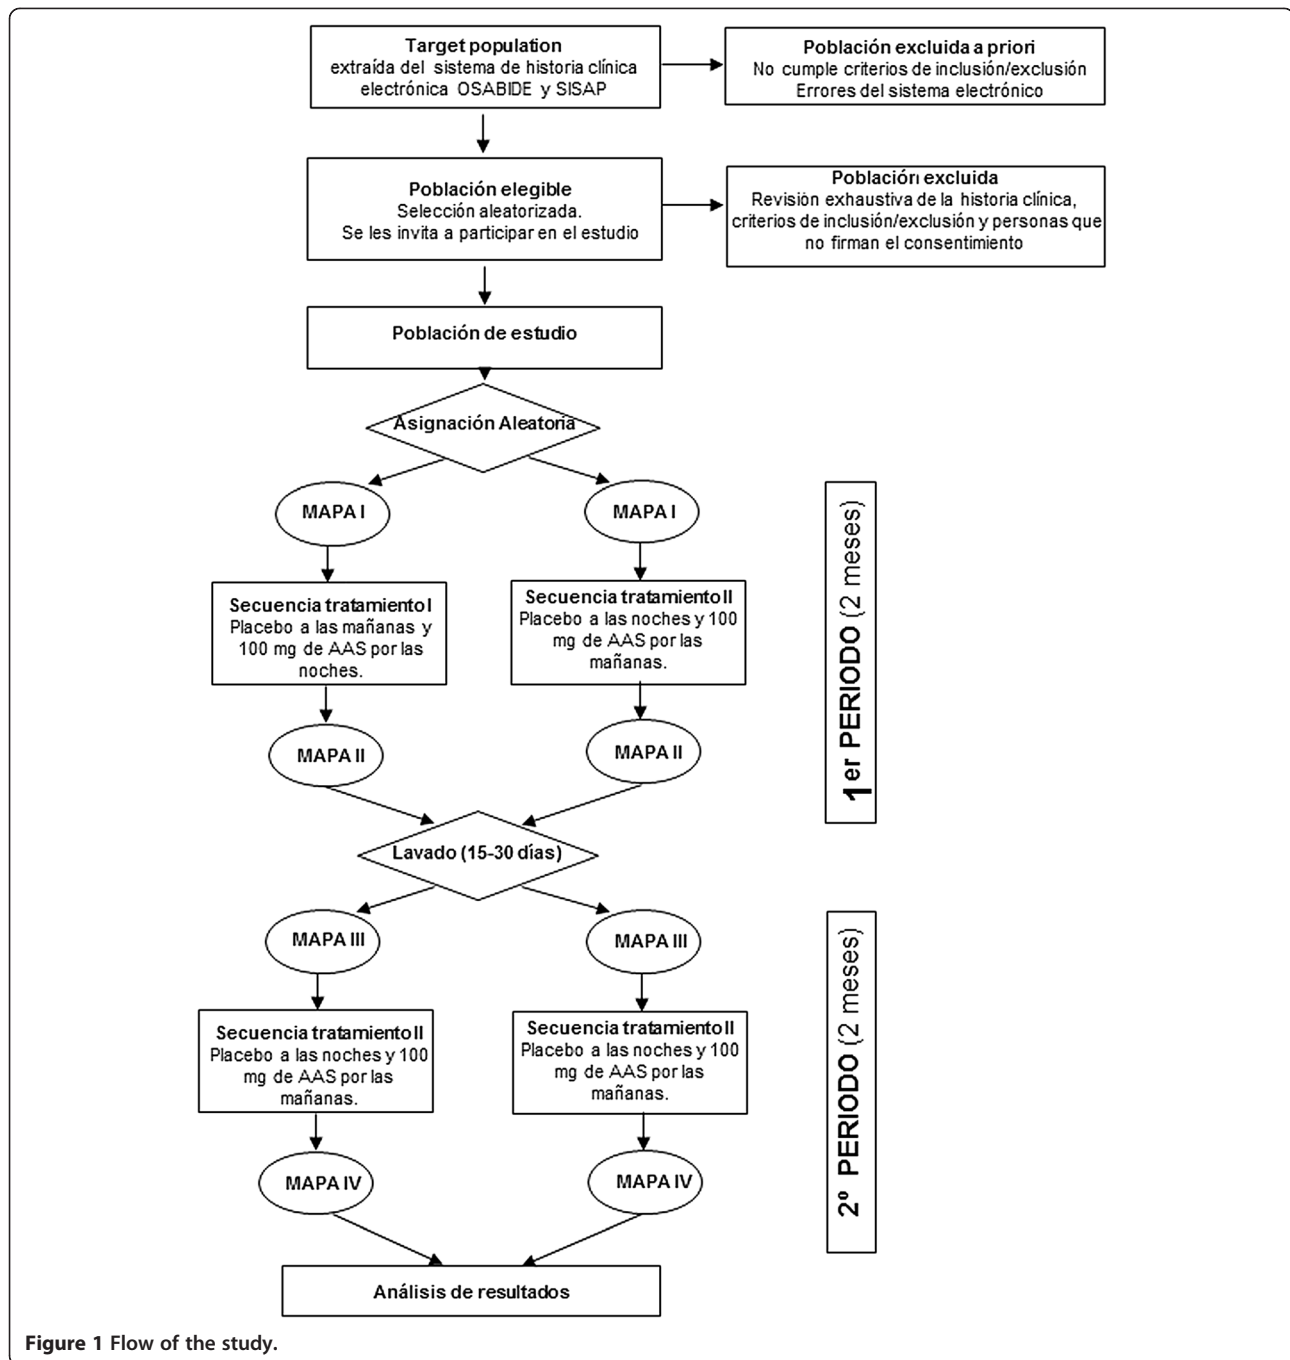 Target population
extraída del sistema de historia clínica
electrónica OSABIDE y SISAP
Población excluida a priori
No cumple criterios de inclusión/exclusión
Errores del sistema electrónico
Población elegible
Selección aleatorizada.
Se les invita a participar en el estudio
Población excluida
Revisión exhaustiva de la historia clínica,
criterios de inclusión/exclusión y personas que
no firman el consentimiento
Población de estudio
Asignación Aleatoria
MAPA I
MAPA I
Secuencia tratamiento I
Placebo a las mañanas y
100 mg de AAS por las
noches.
Secuencia tratamiento II
Placebo a las noches y 100
mg de AAS por las
mañanas.
MAPA II
MAPA II
1er PERIODO (2 meses)
Lavado (15-30 días)
MAPA III
MAPA III
Secuencia tratamiento II
Placebo a las noches y 100
mg de AAS por las
mañanas.
Secuencia tratamiento II
Placebo a las noches y 100
mg de AAS por las
mañanas.
MAPA IV
MAPA IV
2º PERIODO (2 meses)
Análisis de resultados
Figure 1 Flow of the study.